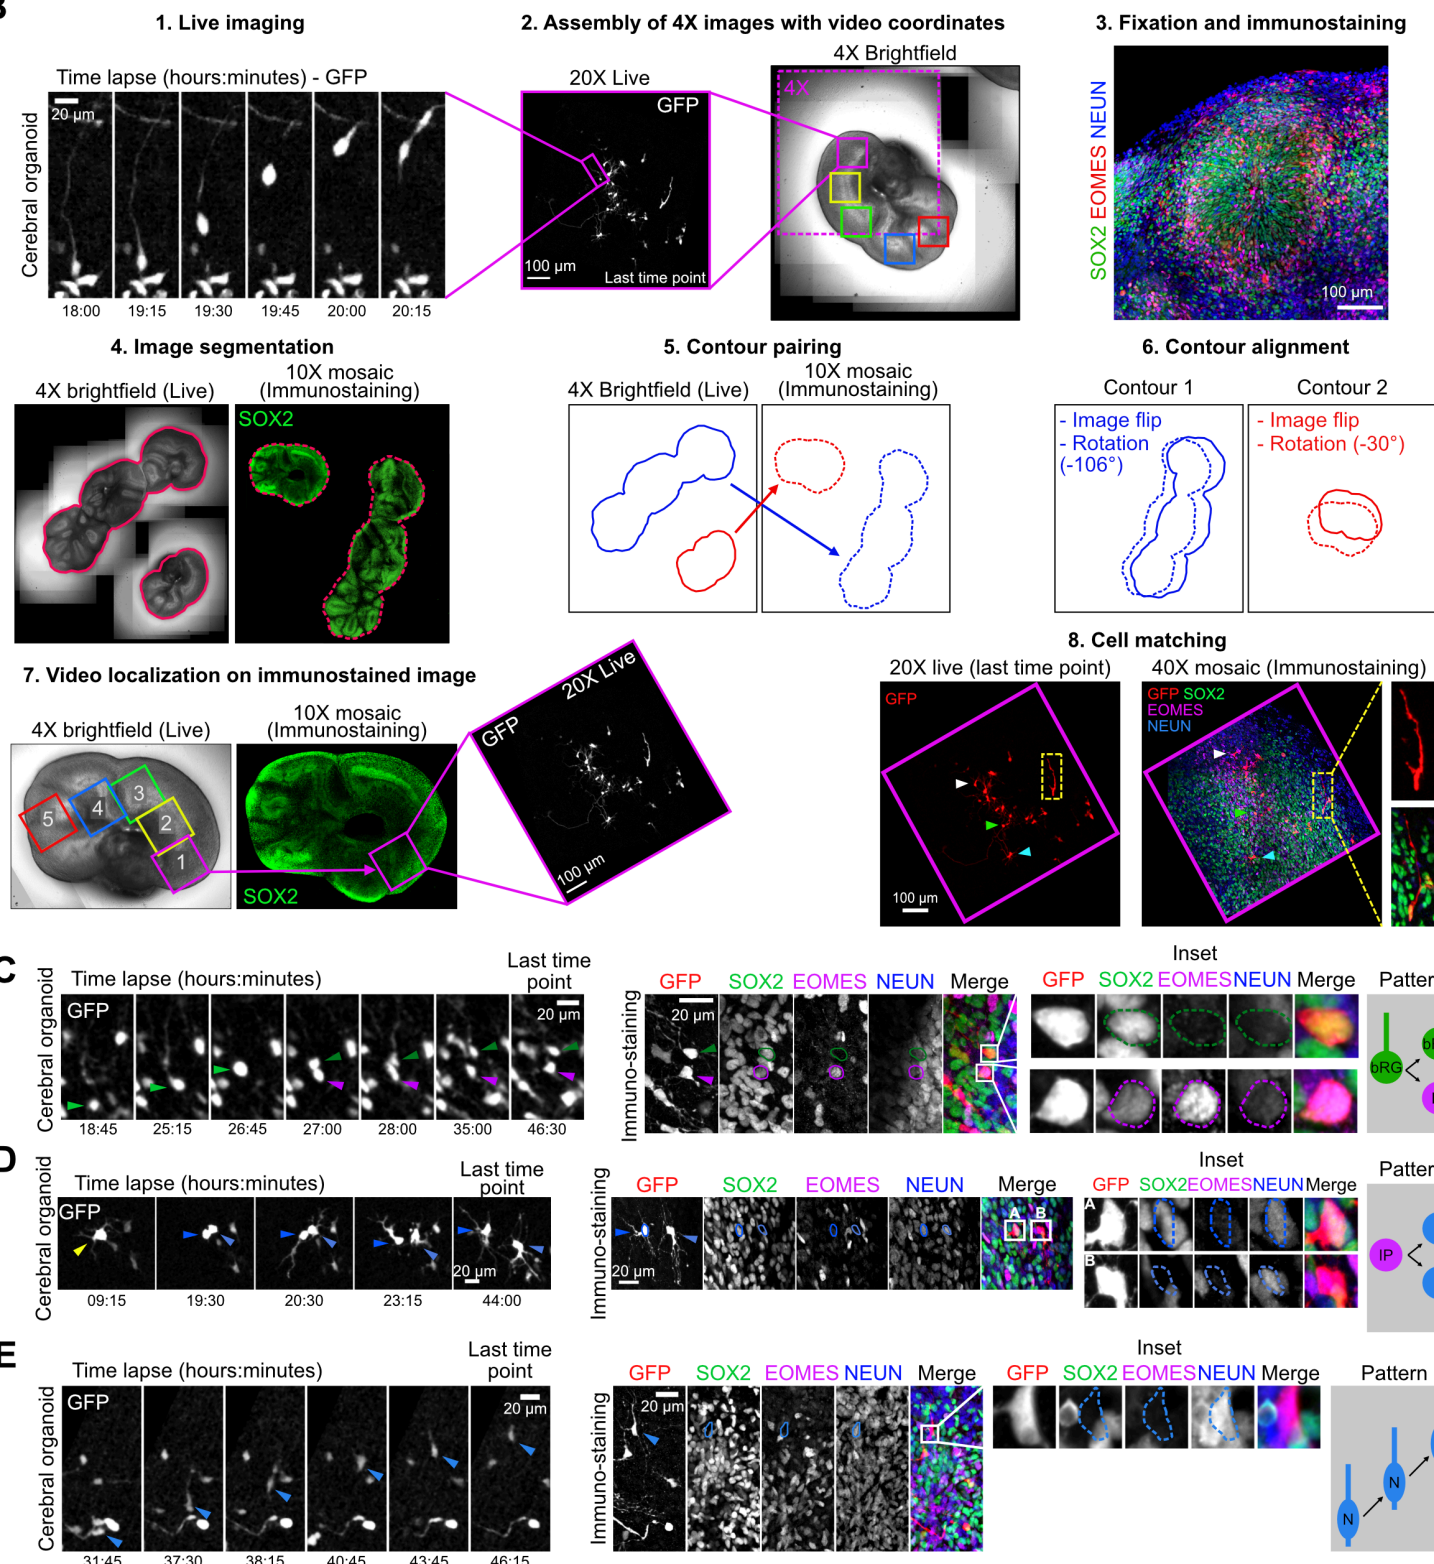 1. Live imaging
2. Assembly of 4X images with video coordinates
3. Fixation and immunostaining
Time lapse (hours:minutes) - GFP
20X Live
4X Brightfield
Cerebral organoid
20 µm
18:00
19:15
19:30
19:45
20:00
20:15
GFP
100 µm
Last time point
4X
SOX2 EOMES NEUN
100 µm
4. Image segmentation
5. Contour pairing
6. Contour alignment
4X brightfield (Live)
10X mosaic
(Immunostaining)
SOX2
4X Brightfield (Live)
10X mosaic
(Immunostaining)
Contour 1
- Image flip
- Rotation
(-106°)
Contour 2
- Image flip
- Rotation (-30°)
7. Video localization on immunostained image
4X brightfield (Live)
10X mosaic
(Immunostaining)
5
4
3
2
1
SOX2
GFP
20X Live
100 µm
8. Cell matching
20X live (last time point)
40X mosaic (Immunostaining)
GFP
100 µm
GFP SOX2
EOMES
NEUN
C
Time lapse (hours:minutes)
Last time
point
Cerebral organoid
GFP
20 µm
18:45
25:15
26:45
27:00
28:00
35:00
46:30
Immuno-staining
GFP
SOX2
EOMES
NEUN
Merge
20 µm
Inset
GFP
SOX2
EOMES
NEUN
Merge
bRG
D
Time lapse (hours:minutes)
Last time
point
Cerebral organoid
GFP
20 µm
09:15
19:30
20:30
23:15
44:00
Immuno-staining
GFP
SOX2
EOMES
NEUN
Merge
20 µm
A
B
Inset
GFP
SOX2
EOMES
NEUN
Merge
A
B
IP
E
Time lapse (hours:minutes)
Last time
point
Cerebral organoid
GFP
20 µm
31:45
37:30
38:15
40:45
43:45
46:15
Immuno-staining
GFP
SOX2
EOMES
NEUN
Merge
20 µm
Inset
GFP
SOX2
EOMES
NEUN
Merge
Pattern
N
N